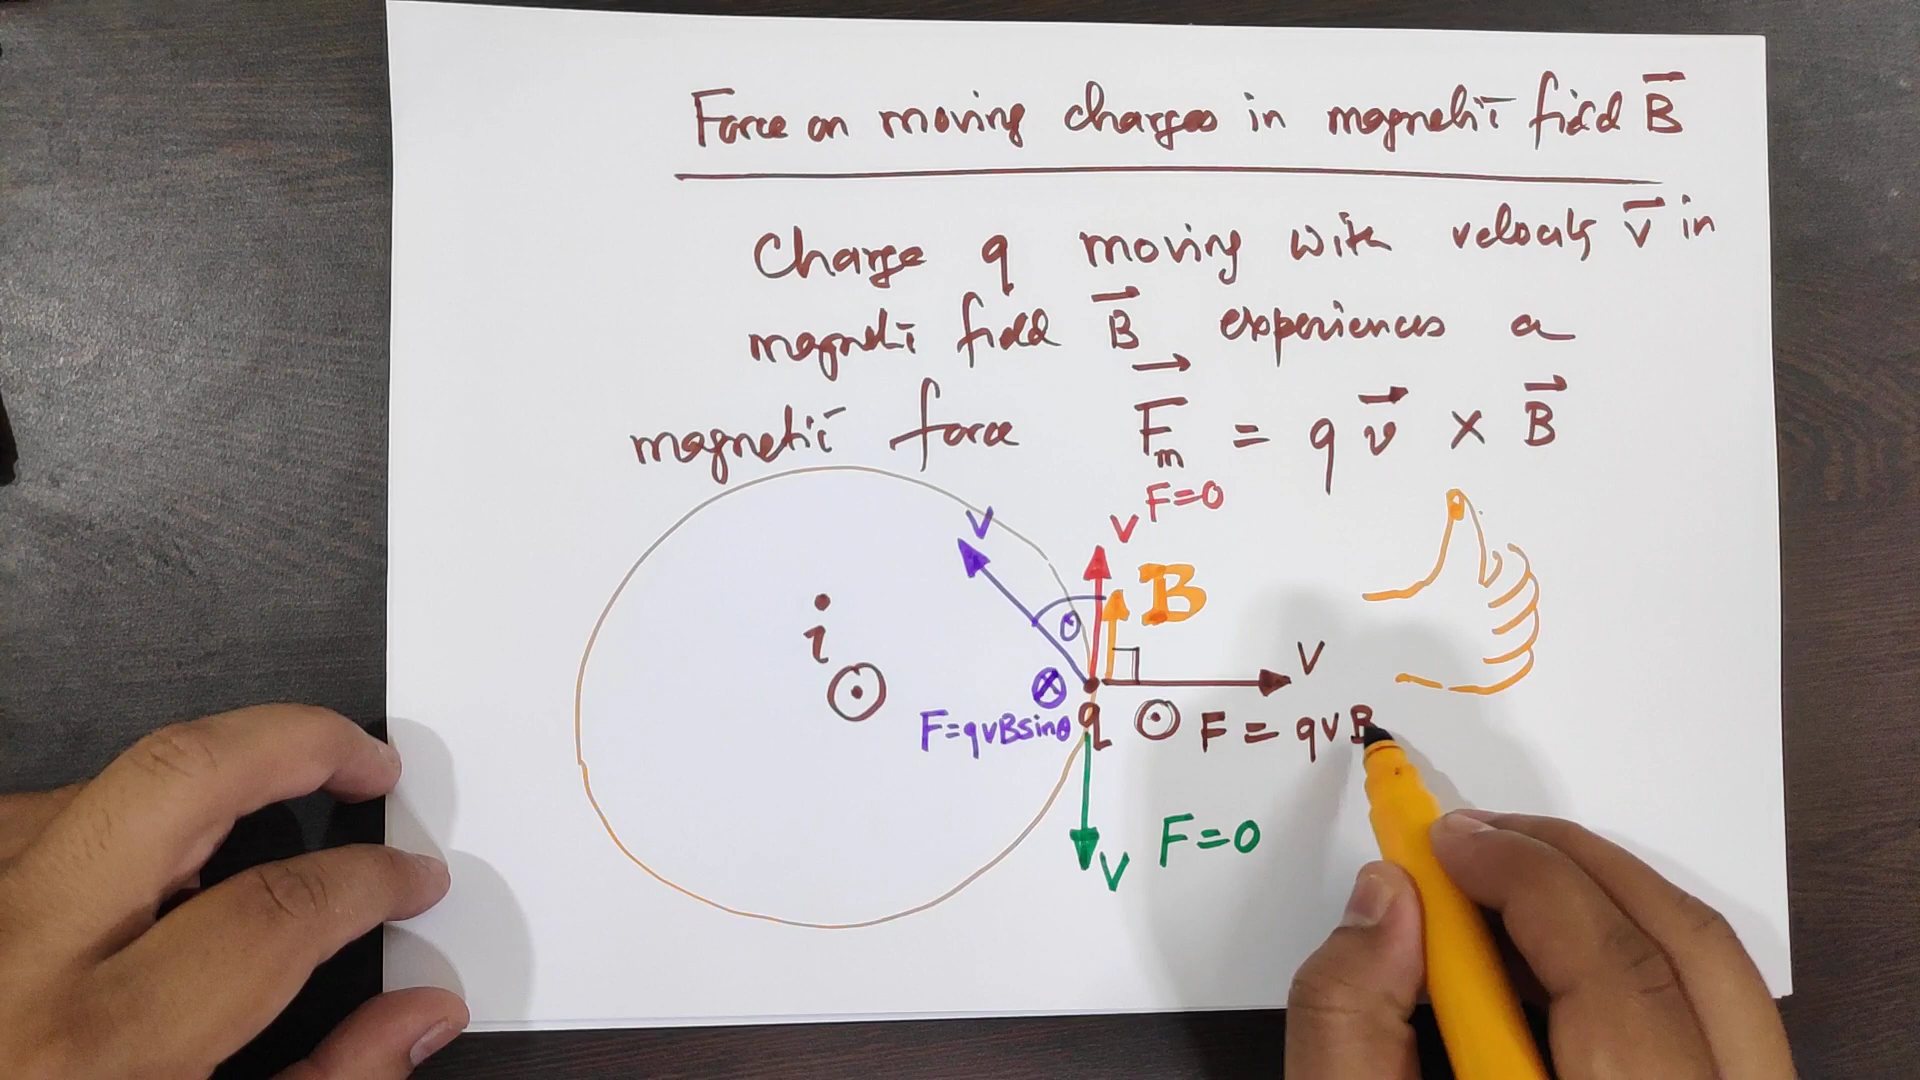 Force on moving charges in magnetic field B
Charge q moving with velocity v in
magnetic field B experiences a
magnetic force Fm = q v × B
F=0
V
V
B
θ
i
V
F=qvBsinθ
q
F = qvB
F=0
V